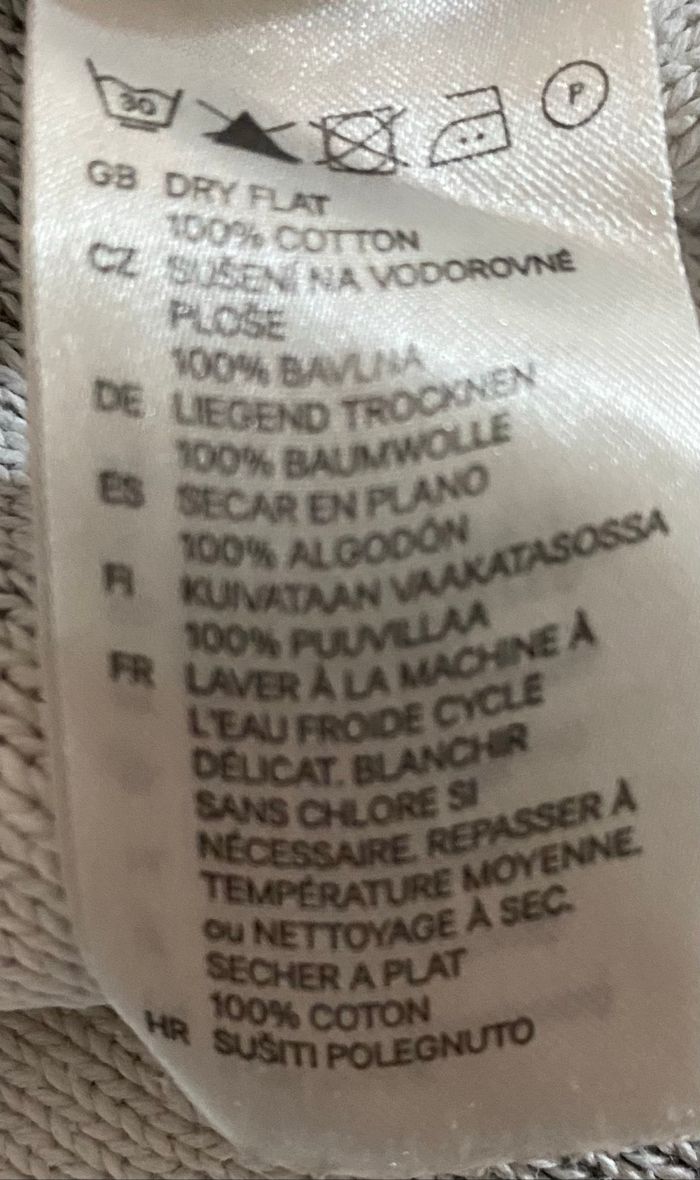 30
P
GB DRY FLAT
100% COTTON
CZ SUŠENÍ NA VODOROVNÉ
PLOŠE
100% BAVLNA
DE LIEGEND TROCKNEN
100% BAUMWOLLE
ES SECAR EN PLANO
100% ALGODÓN
FI KUIVATAAN VAAKATASOSSA
100% PUUVILLAA
FR LAVER À LA MACHINE À
L'EAU FROIDE CYCLE
DÉLICAT. BLANCHIR
SANS CHLORE SI
NÉCESSAIRE. REPASSER À
TEMPÉRATURE MOYENNE.
ou NETTOYAGE À SEC.
SECHER A PLAT
100% COTON
HR SUŠITI POLEGNUTO